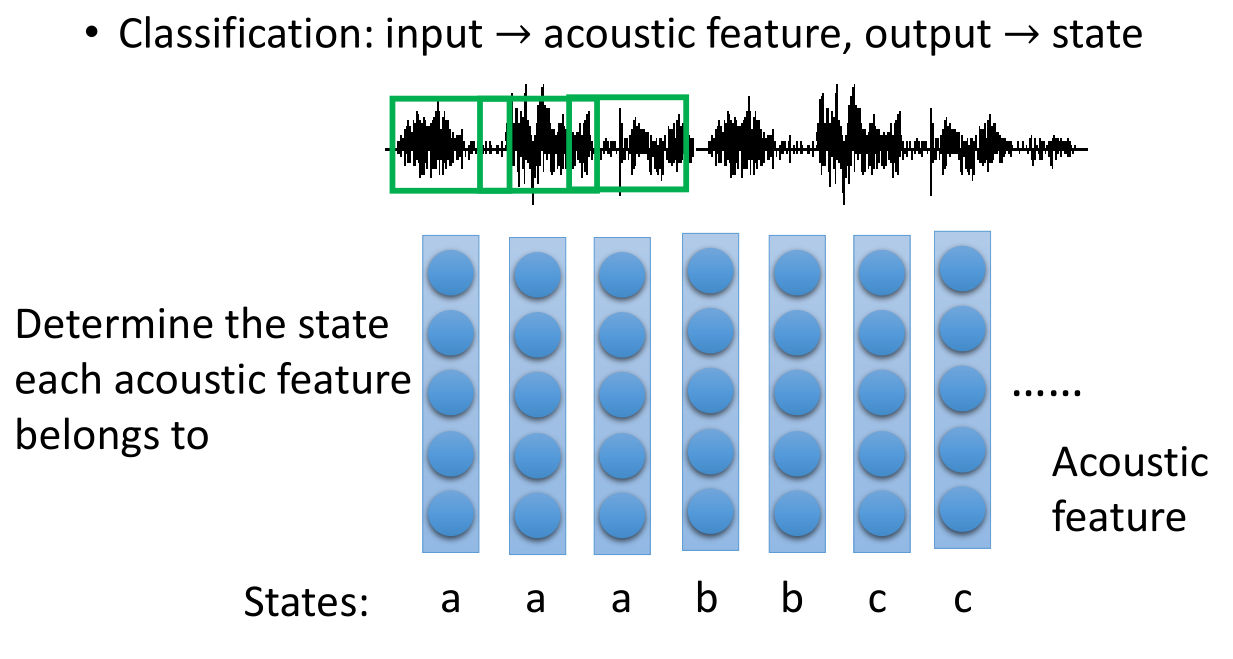 • Classification: input → acoustic feature, output → state
Determine the state
each acoustic feature
belongs to
......
Acoustic
feature
States: a a a b b c c